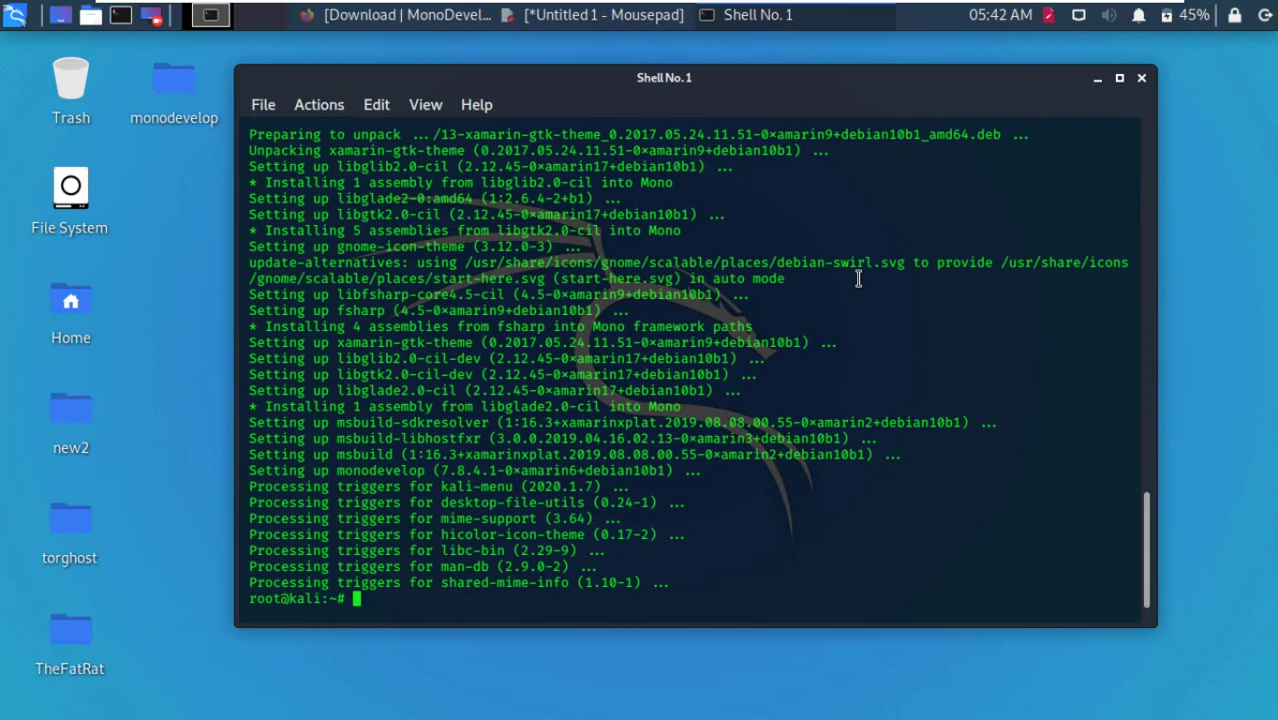 [Download | MonoDevel...
[*Untitled 1 - Mousepad]
Shell No. 1
05:42 AM
45%
Trash
monodevelop
File System
Home
new2
torghost
TheFatRat
Shell No. 1
File Actions Edit View Help
Preparing to unpack .../13-xamarin-gtk-theme_0.2017.05.24.11.51-0xamarin9+debian10b1_amd64.deb ...
Unpacking xamarin-gtk-theme (0.2017.05.24.11.51-0xamarin9+debian10b1) ...
Setting up libglib2.0-cil (2.12.45-0xamarin17+debian10b1) ...
* Installing 1 assembly from libglib2.0-cil into Mono
Setting up libglade2-0:amd64 (1:2.6.4-2+b1) ...
Setting up libgtk2.0-cil (2.12.45-0xamarin17+debian10b1) ...
* Installing 5 assemblies from libgtk2.0-cil into Mono
Setting up gnome-icon-theme (3.12.0-3) ...
update-alternatives: using /usr/share/icons/gnome/scalable/places/debian-swirl.svg to provide /usr/share/icons
/gnome/scalable/places/start-here.svg (start-here.svg) in auto mode
Setting up libfsharp-core4.5-cil (4.5-0xamarin9+debian10b1) ...
Setting up fsharp (4.5-0xamarin9+debian10b1) ...
* Installing 4 assemblies from fsharp into Mono framework paths
Setting up xamarin-gtk-theme (0.2017.05.24.11.51-0xamarin9+debian10b1) ...
Setting up libglib2.0-cil-dev (2.12.45-0xamarin17+debian10b1) ...
Setting up libgtk2.0-cil-dev (2.12.45-0xamarin17+debian10b1) ...
Setting up libglade2.0-cil (2.12.45-0xamarin17+debian10b1) ...
* Installing 1 assembly from libglade2.0-cil into Mono
Setting up msbuild-sdkresolver (1:16.3+xamarinxplat.2019.08.08.00.55-0xamarin2+debian10b1) ...
Setting up msbuild-libhostfxr (3.0.0.2019.04.16.02.13-0xamarin3+debian10b1) ...
Setting up msbuild (1:16.3+xamarinxplat.2019.08.08.00.55-0xamarin2+debian10b1) ...
Setting up monodevelop (7.8.4.1-0xamarin6+debian10b1) ...
Processing triggers for kali-menu (2020.1.7) ...
Processing triggers for desktop-file-utils (0.24-1) ...
Processing triggers for mime-support (3.64) ...
Processing triggers for hicolor-icon-theme (0.17-2) ...
Processing triggers for libc-bin (2.29-9) ...
Processing triggers for man-db (2.9.0-2) ...
Processing triggers for shared-mime-info (1.10-1) ...
root@kali:~#